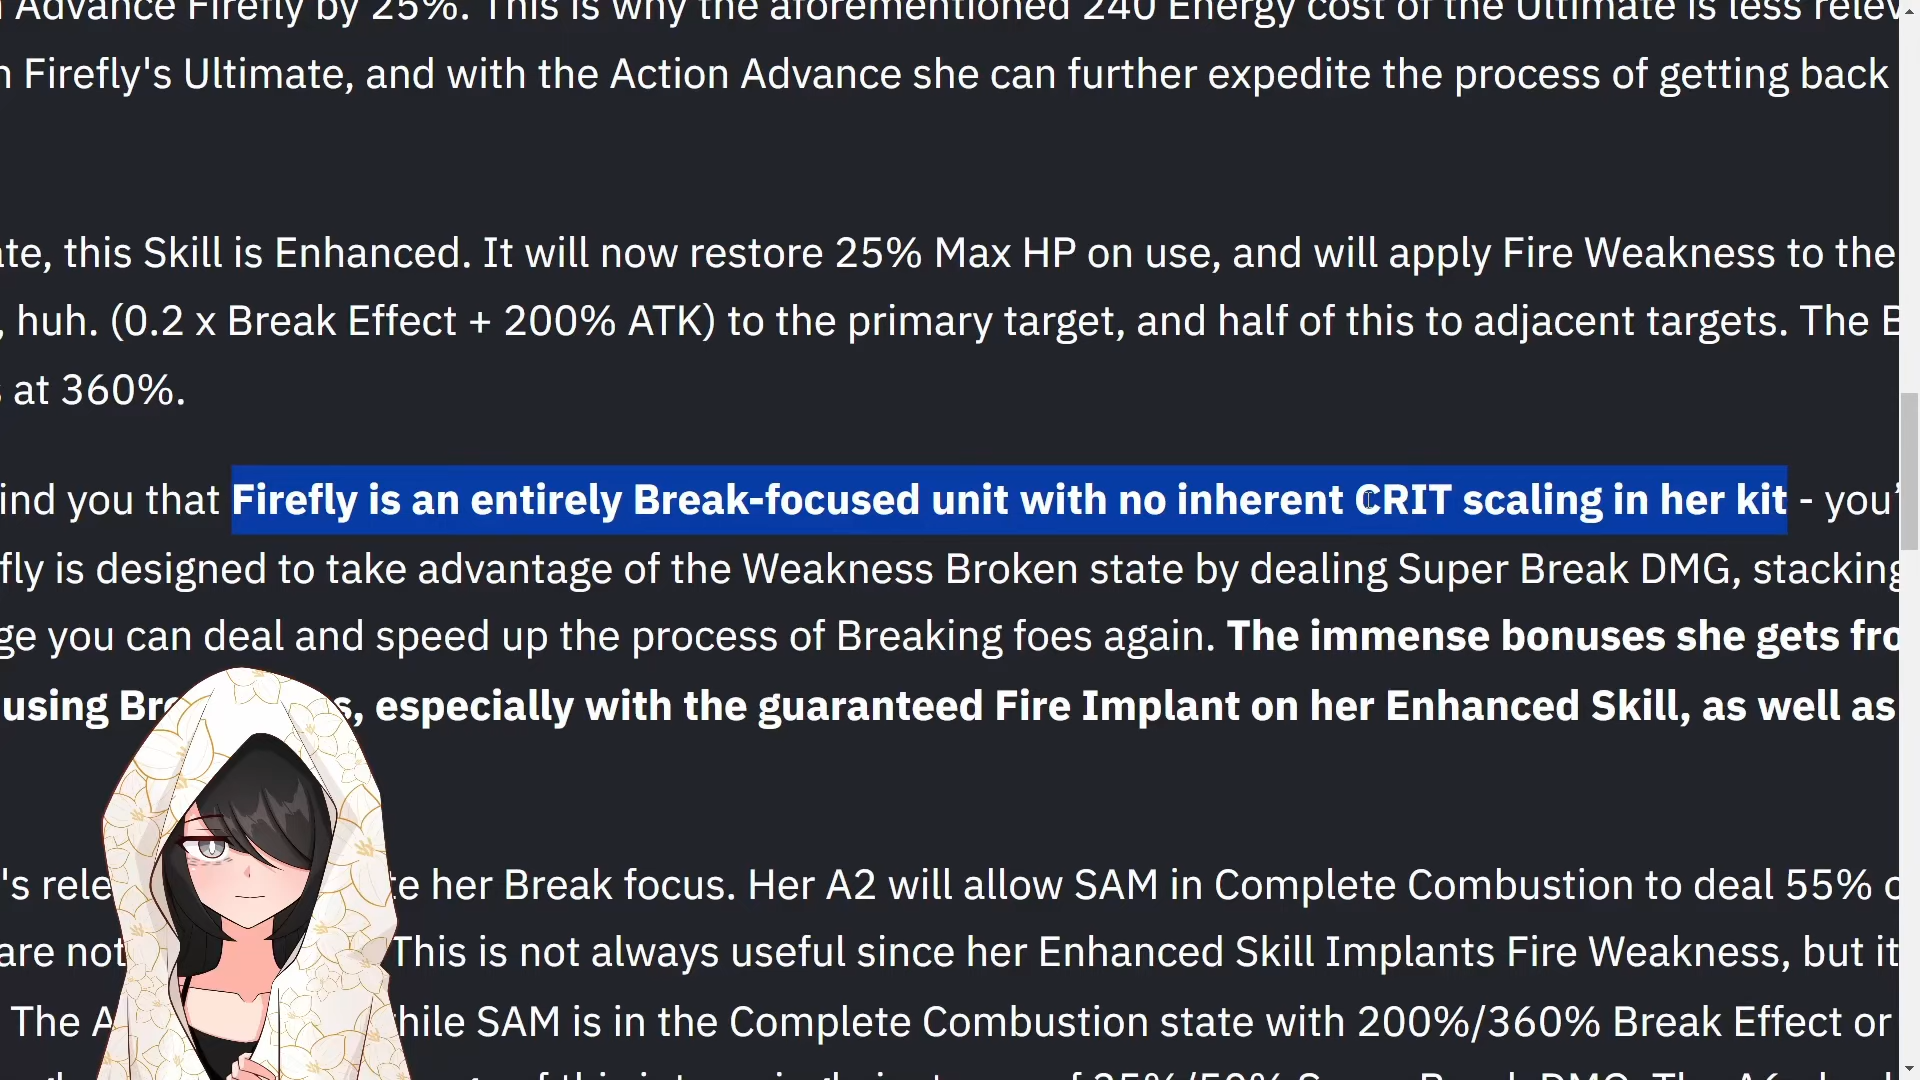 Advance Firefly by 25%. This is why the aforementioned 240 Energy cost of the Ultimate is less
Firefly's Ultimate, and with the Action Advance she can further expedite the process of getting back
this Skill is Enhanced. It will now restore 25% Max HP on use, and will apply Fire Weakness to the
, huh. (0.2 x Break Effect + 200% ATK) to the primary target, and half of this to adjacent targets. The
at 360%.
you that Firefly is an entirely Break-focused unit with no inherent CRIT scaling in her kit -
is designed to take advantage of the Weakness Broken state by dealing Super Break DMG, stacking
you can deal and speed up the process of Breaking foes again. The immense bonuses she gets
using especially with the guaranteed Fire Implant on her Enhanced Skill, as well as
her Break focus. Her A2 will allow SAM in Complete Combustion to deal 55%
are not This is not always useful since her Enhanced Skill Implants Fire Weakness, but it
The SAM is in the Complete Combustion state with 200%/360% Break Effect or